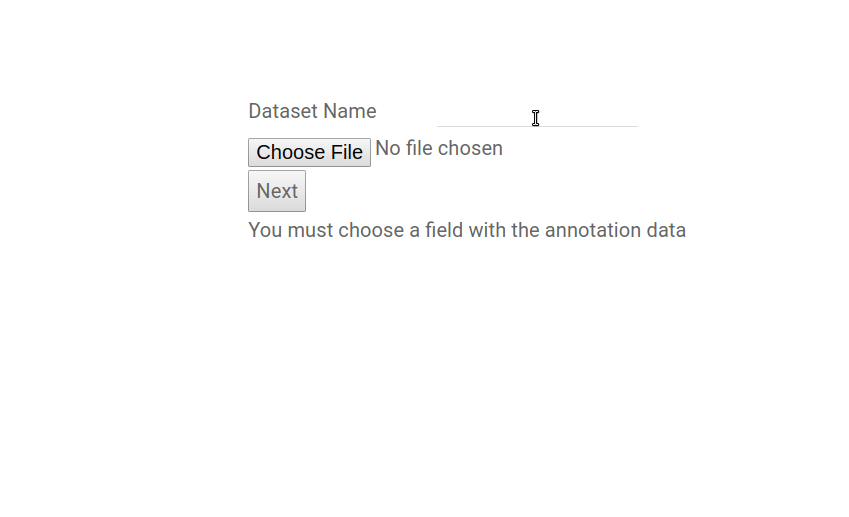 Dataset Name
Choose File No file chosen
Next
You must choose a field with the annotation data